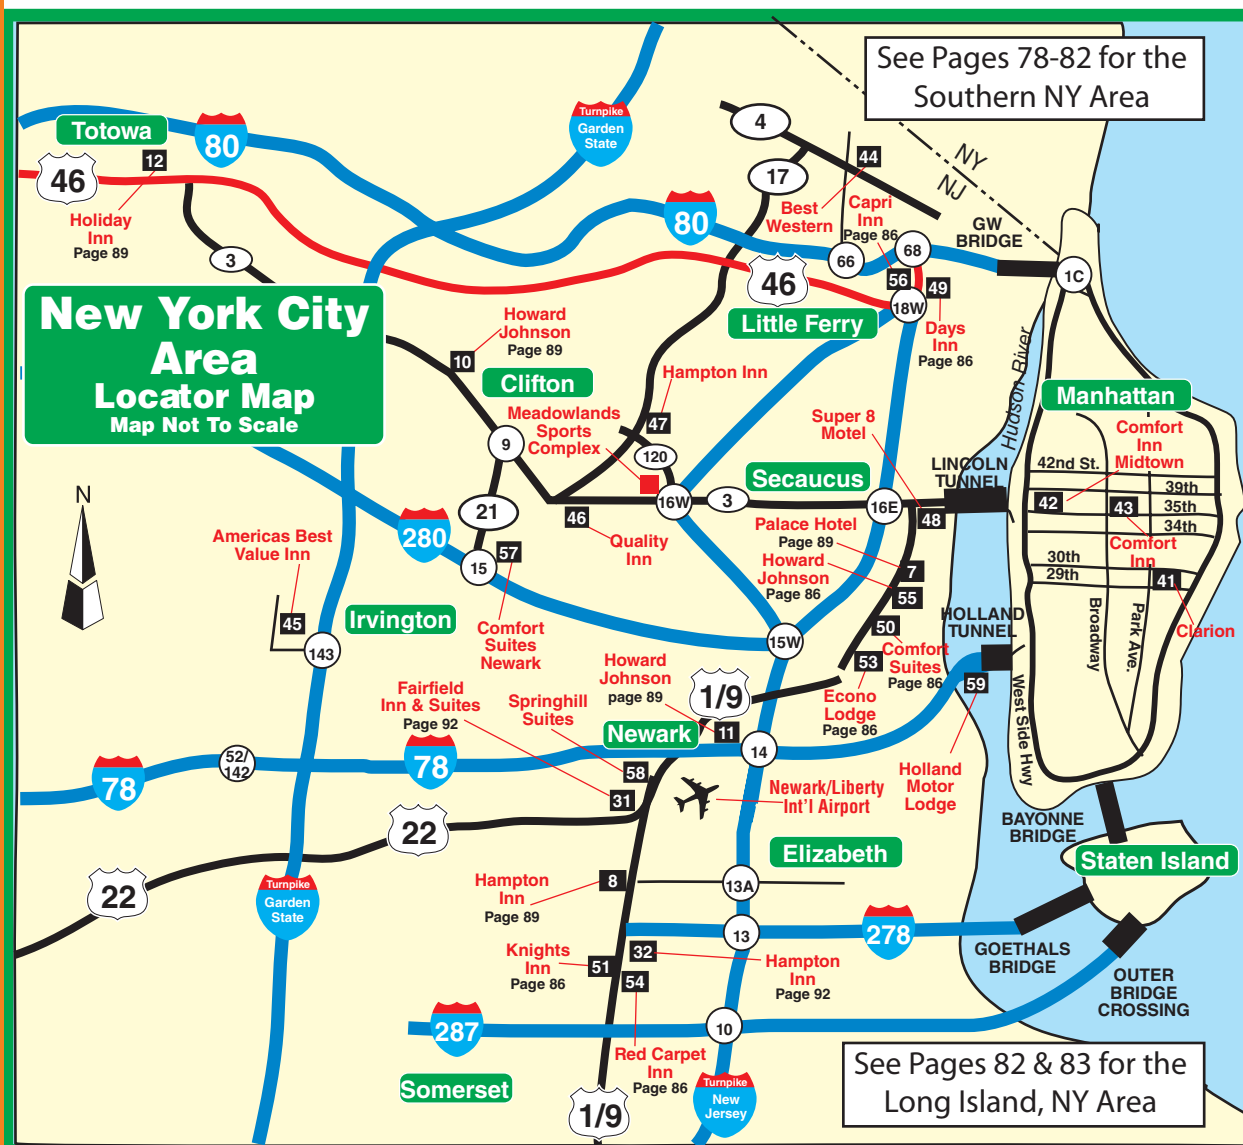 See Pages 78-82 for the
Southern NY Area
Turnpike
Garden
State
4
Totowa
80
12
46
44
NY
NJ
17
Holiday
Inn
Page 89
3
Best
Western
Capri
Inn
Page 86
80
GW
BRIDGE
66
68
1C
46
56
49
18W
New York City
Area
Locator Map
Map Not To Scale
Howard
Johnson
Page 89
10
Little Ferry
Days
Inn
Page 86
Hudson River
Clifton
Hampton Inn
Manhattan
Meadowlands
Sports
Complex
47
Super 8
Motel
Comfort
Inn
Midtown
9
120
42nd St.
LINCOLN
TUNNEL
Secaucus
39th
N
16W
3
16E
48
42
43
35th
34th
21
46
Quality
Inn
280
Palace Hotel
Page 89
Americas Best
Value Inn
57
15
Howard
Johnson
Page 86
7
55
Comfort
Inn
30th
29th
41
45
Irvington
Comfort
Suites
Newark
15W
50
HOLLAND
TUNNEL
Broadway
Park Ave.
Clarion
143
Howard
Johnson
page 89
53
Comfort
Suites
Page 86
59
West Side Hwy
Fairfield
Inn & Suites
Page 92
Springhill
Suites
1/9
Econo
Lodge
Page 86
11
Newark
14
52/
142
78
78
58
31
Newark/Liberty
Int'l Airport
Holland
Motor
Lodge
BAYONNE
BRIDGE
22
22
Elizabeth
Staten Island
Turnpike
Garden
State
Hampton
Inn
Page 89
8
13A
13
278
GOETHALS
BRIDGE
Knights
Inn
Page 86
51
32
54
Hampton
Inn
Page 92
OUTER
BRIDGE
CROSSING
287
10
Red Carpet
Inn
Page 86
Somerset
1/9
Turnpike
New
Jersey
See Pages 82 & 83 for the
Long Island, NY Area